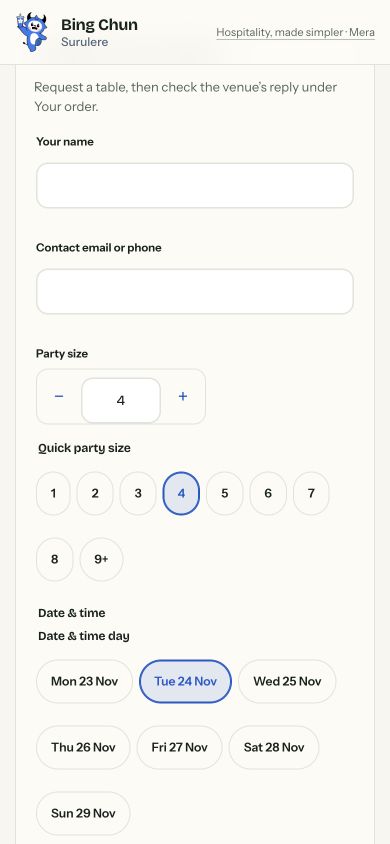 Bing Chun
Surulere
Hospitality, made simpler · Mera
Request a table, then check the venue's reply under
Your order.
Your name
Contact email or phone
Party size
− 4 +
Quick party size
1 2 3 4 5 6 7
8 9+
Date & time
Date & time day
Mon 23 Nov Tue 24 Nov Wed 25 Nov
Thu 26 Nov Fri 27 Nov Sat 28 Nov
Sun 29 Nov